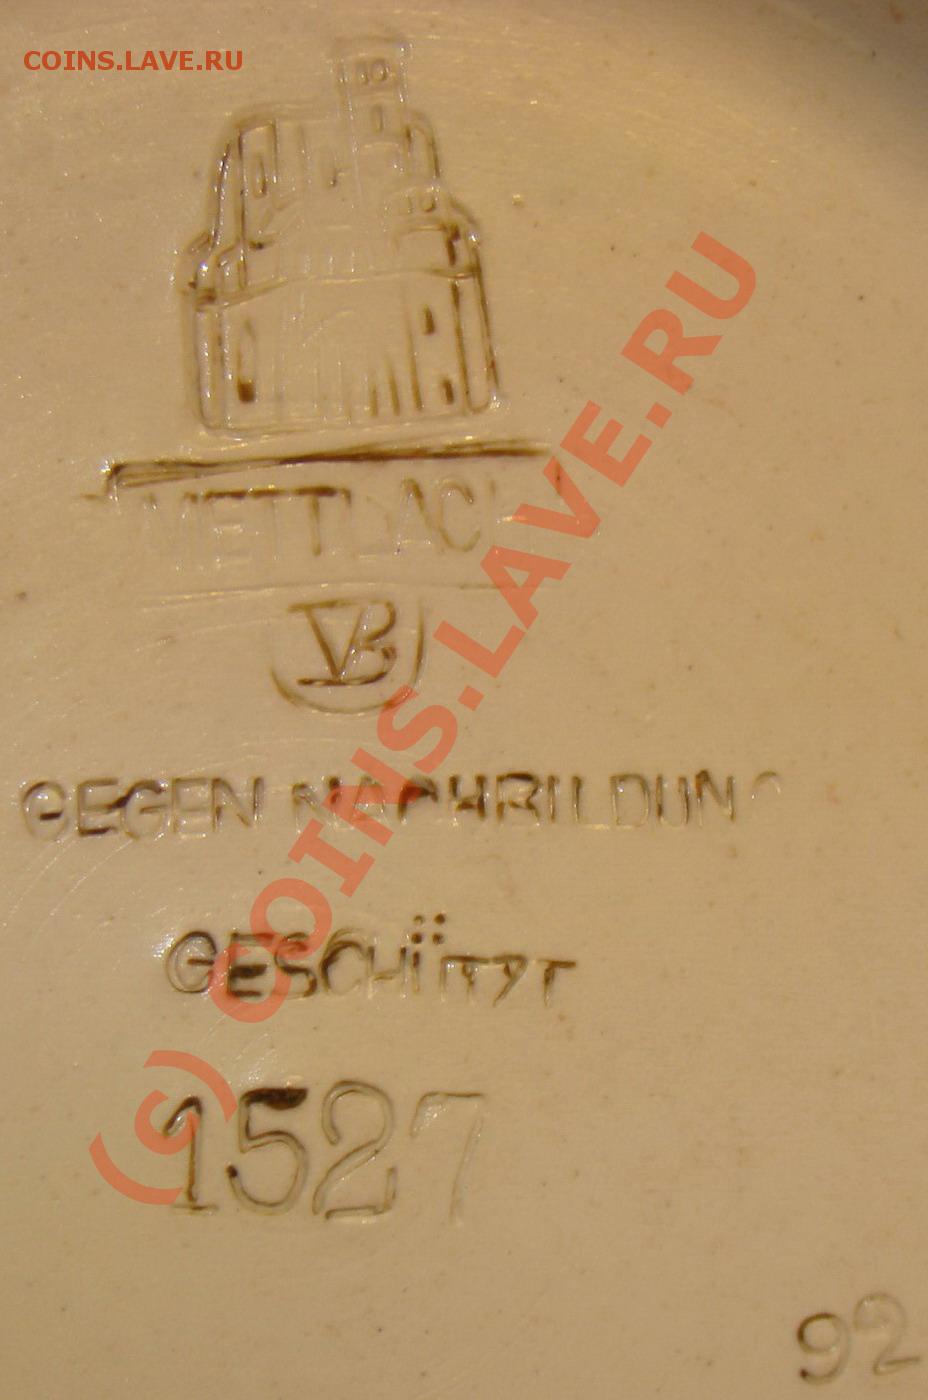 COINS.LAVE.RU
METTLACH
VB
GEGEN NACHBILDUNG
GESCHÜTZT
1527
92
(c) COINS.LAVE.RU